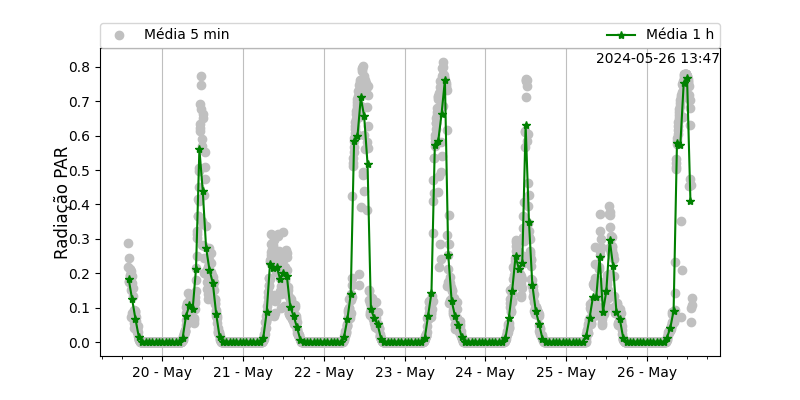 Média 5 min
Média 1 h
2024-05-26 13:47
Radiação PAR
0.8
0.7
0.6
0.5
0.4
0.3
0.2
0.1
0.0
20 - May
21 - May
22 - May
23 - May
24 - May
25 - May
26 - May